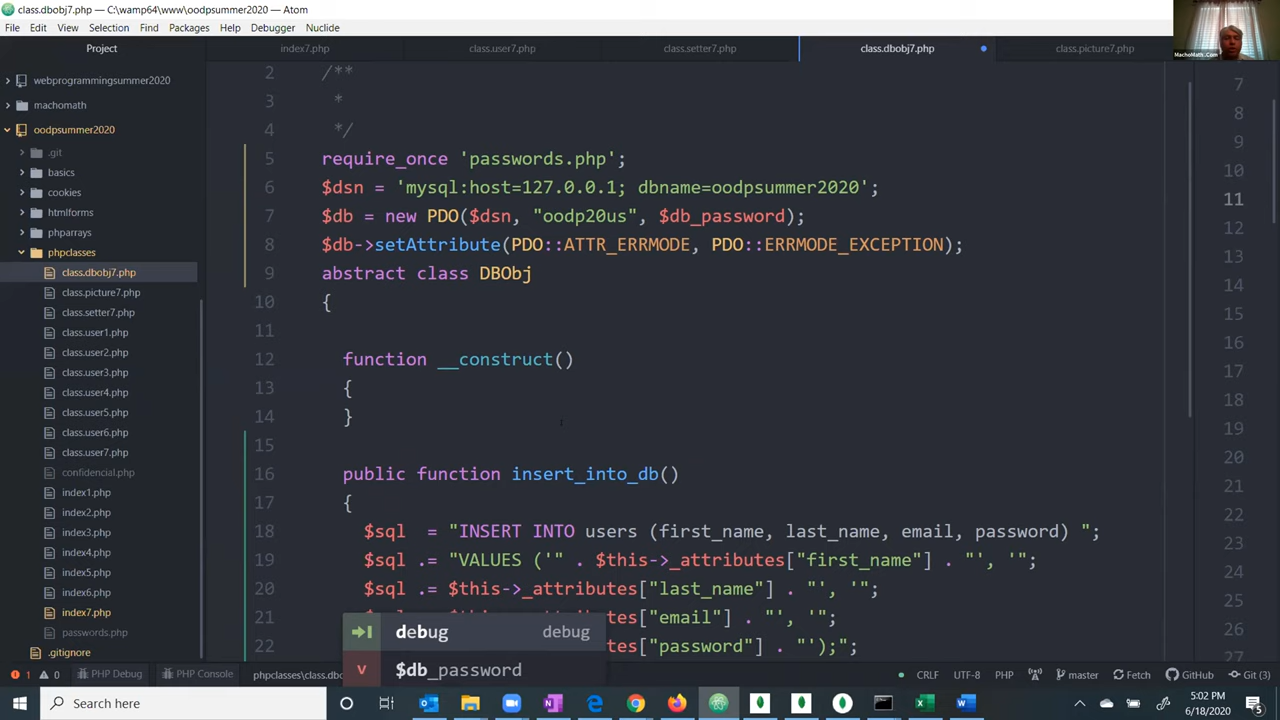 class.dbobj7.php — C:\wamp64\www\oodpsummer2020 — Atom
File Edit View Selection Find Packages Help Debugger Nuclide
Project
index7.php class.user7.php class.setter7.php class.dbobj7.php class.picture7.php
MachoMath.Com
webprogrammingsummer2020
machomath
oodpsummer2020
.git
basics
cookies
htmlforms
phparrays
phpclasses
class.dbobj7.php
class.picture7.php
class.setter7.php
class.user1.php
class.user2.php
class.user3.php
class.user4.php
class.user5.php
class.user6.php
class.user7.php
confidencial.php
index1.php
index2.php
index3.php
index4.php
index5.php
index6.php
index7.php
passwords.php
.gitignore
2 /**
3 *
4 */
5 require_once 'passwords.php';
6 $dsn = 'mysql:host=127.0.0.1; dbname=oodpsummer2020';
7 $db = new PDO($dsn, "oodp20us", $db_password);
8 $db->setAttribute(PDO::ATTR_ERRMODE, PDO::ERRMODE_EXCEPTION);
9 abstract class DBObj
10 {
11
12 function __construct()
13 {
14 }
15
16 public function insert_into_db()
17 {
18 $sql = "INSERT INTO users (first_name, last_name, email, password) ";
19 $sql .= "VALUES ('" . $this->_attributes["first_name"] . "', '";
20 $sql .= $this->_attributes["last_name"] . "', '";
21 tes["email"] . "', '";
22 tes["password"] . "');";
debug debug
v $db_password
7
8
9
10
11
12
13
14
15
16
17
18
19
20
21
22
23
24
25
26
27
1 0 PHP Debug PHP Console phpclasses\class.dbo CRLF UTF-8 PHP master Fetch GitHub Git (3)
Search here
5:02 PM
6/18/2020
5